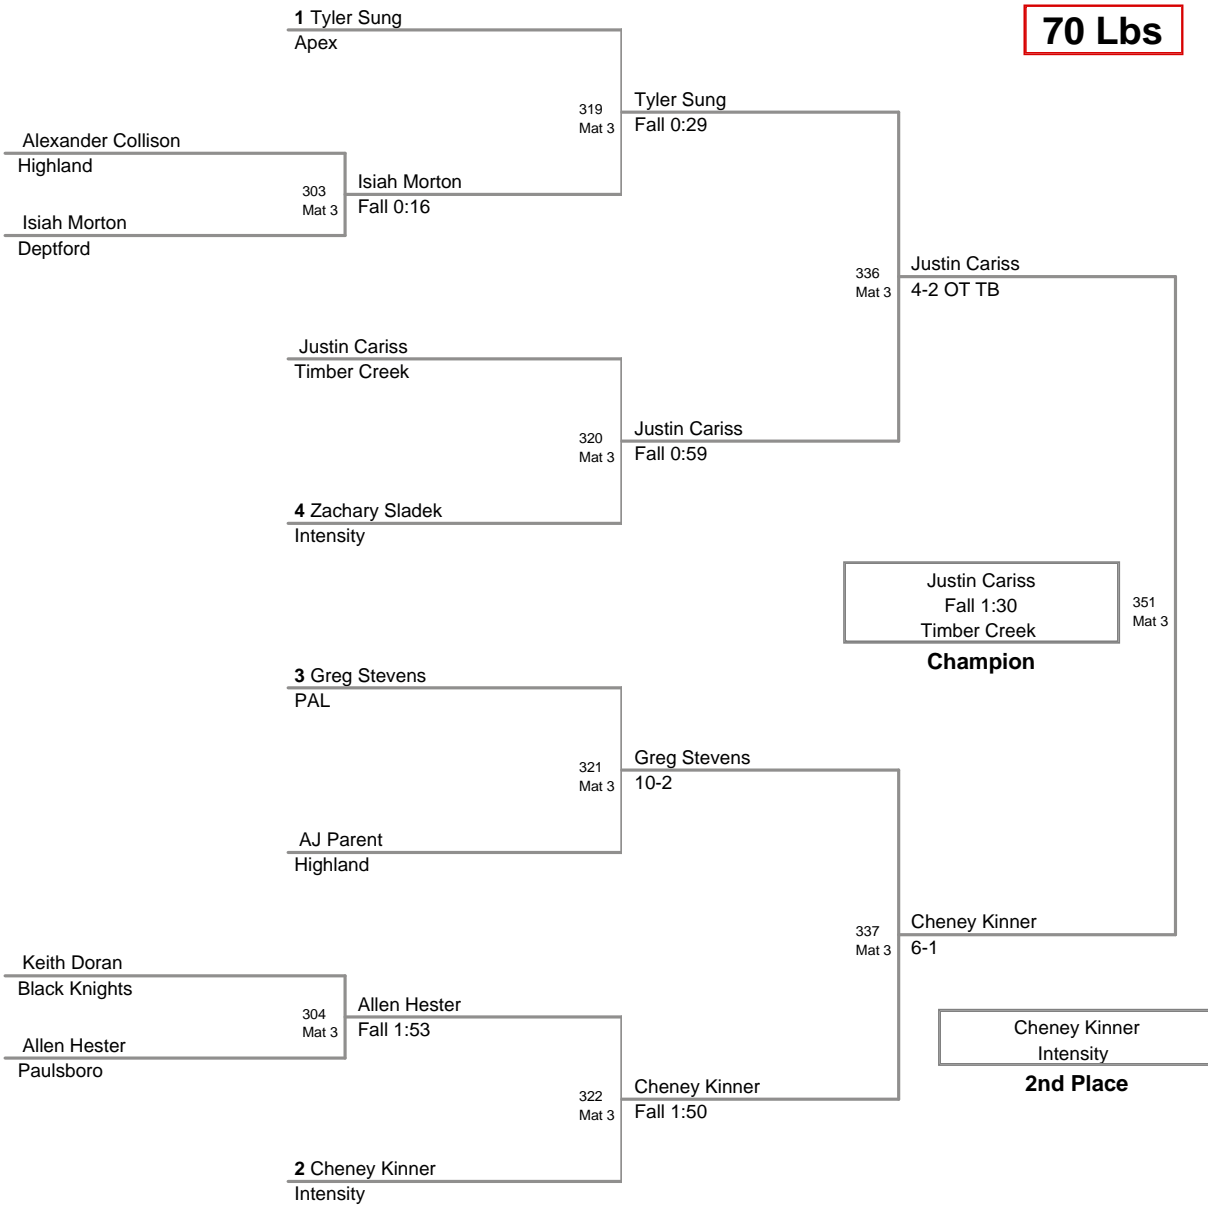 1 Tyler Sung
Apex
70 Lbs
319
Mat 3
Tyler Sung
Fall 0:29
Alexander Collison
Highland
303
Mat 3
Isiah Morton
Fall 0:16
Isiah Morton
Deptford
336
Mat 3
Justin Cariss
4-2 OT TB
Justin Cariss
Timber Creek
320
Mat 3
Justin Cariss
Fall 0:59
4 Zachary Sladek
Intensity
Justin Cariss
Fall 1:30
Timber Creek
Champion
351
Mat 3
3 Greg Stevens
PAL
321
Mat 3
Greg Stevens
10-2
AJ Parent
Highland
337
Mat 3
Cheney Kinner
6-1
Keith Doran
Black Knights
304
Mat 3
Allen Hester
Fall 1:53
Allen Hester
Paulsboro
Cheney Kinner
Intensity
2nd Place
322
Mat 3
Cheney Kinner
Fall 1:50
2 Cheney Kinner
Intensity